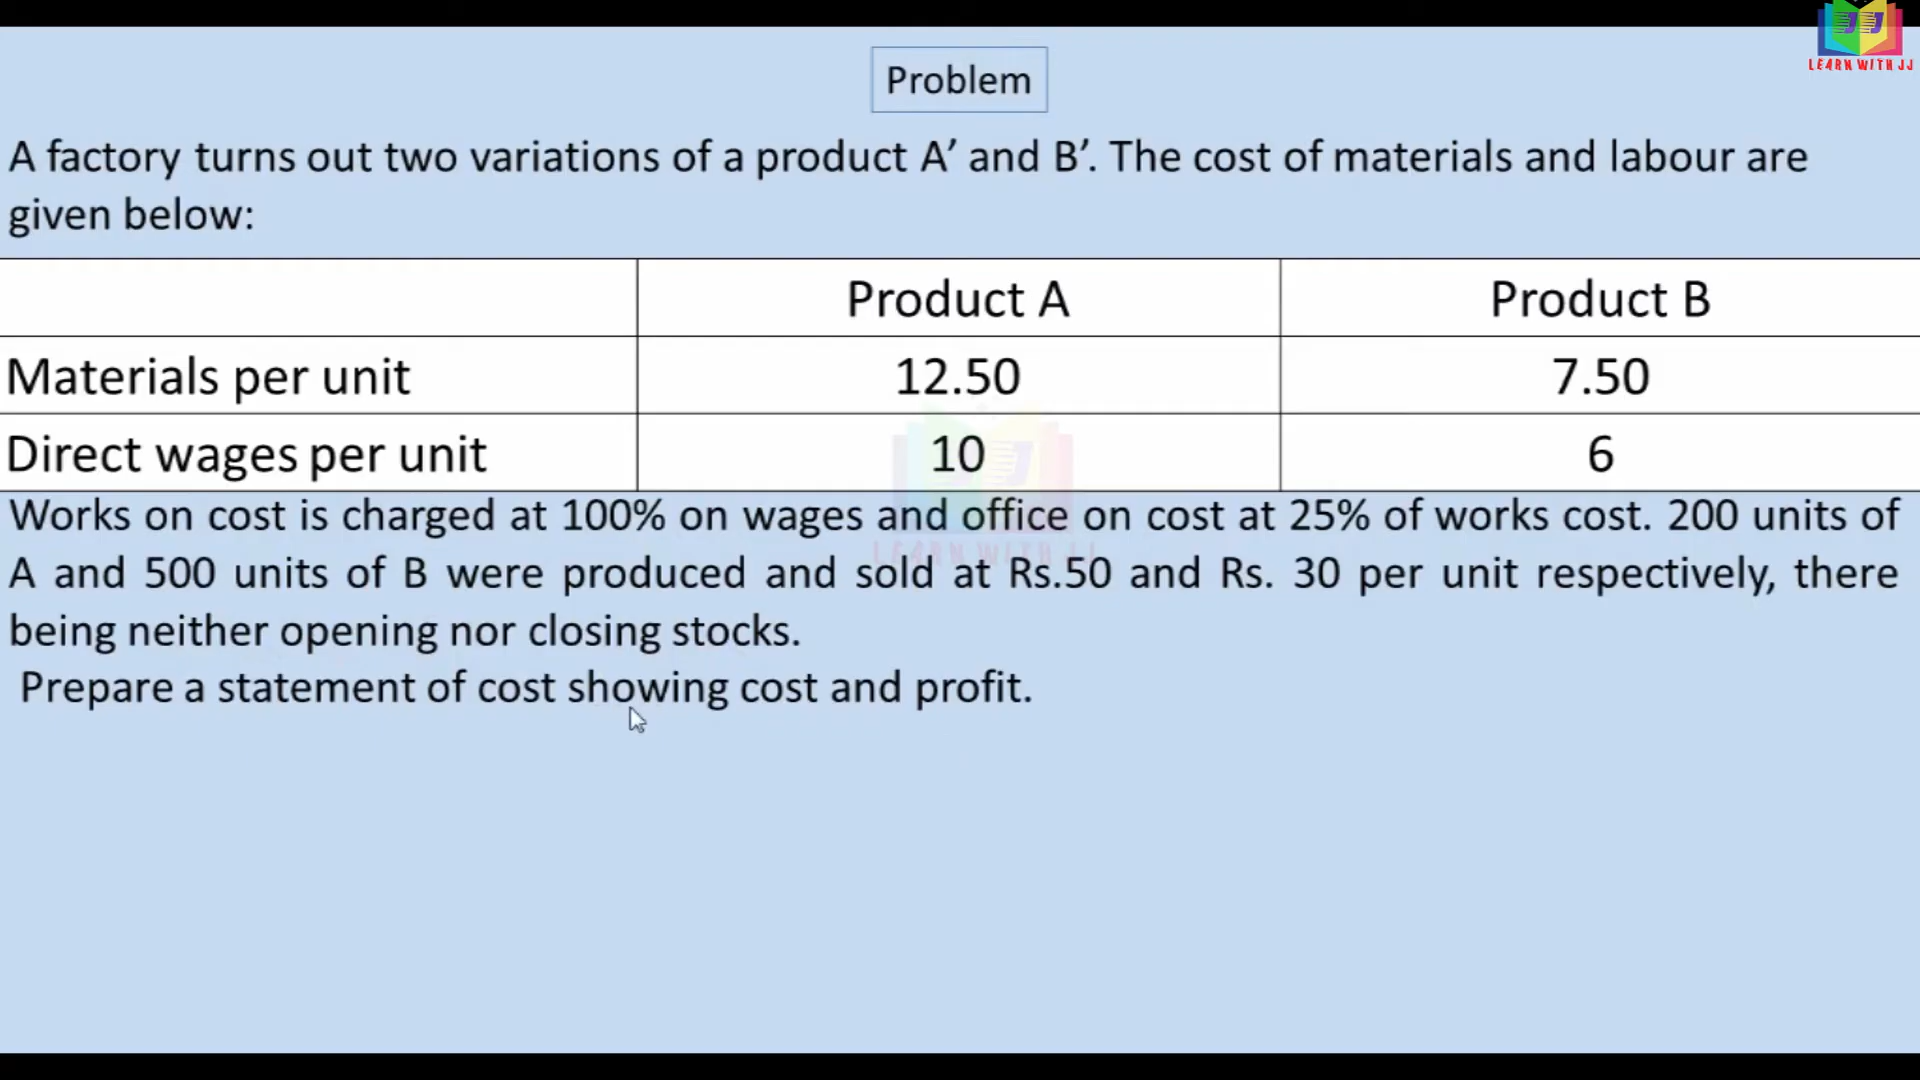 LEARN WITH JJ
Problem
A factory turns out two variations of a product A’ and B’. The cost of materials and labour are
given below:
Product A Product B
Materials per unit 12.50 7.50
Direct wages per unit 10 6
Works on cost is charged at 100% on wages and office on cost at 25% of works cost. 200 units of
A and 500 units of B were produced and sold at Rs.50 and Rs. 30 per unit respectively, there
being neither opening nor closing stocks.
Prepare a statement of cost showing cost and profit.
LEARN WITH JJ